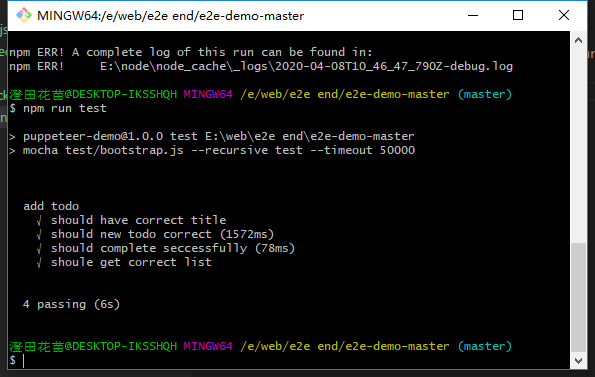 MINGW64:/e/web/e2e end/e2e-demo-master
npm ERR! A complete log of this run can be found in:
npm ERR!     E:\node\node_cache\_logs\2020-04-08T10_46_47_790Z-debug.log
澄田花苗@DESKTOP-IKSSHQH MINGW64 /e/web/e2e end/e2e-demo-master (master)
$ npm run test
> puppeteer-demo@1.0.0 test E:\web\e2e end\e2e-demo-master
> mocha test/bootstrap.js --recursive test --timeout 50000
add todo
√ should have correct title
√ should new todo correct (1572ms)
√ should complete seccessfully (78ms)
√ shoule get correct list
4 passing (6s)
澄田花苗@DESKTOP-IKSSHQH MINGW64 /e/web/e2e end/e2e-demo-master (master)
$